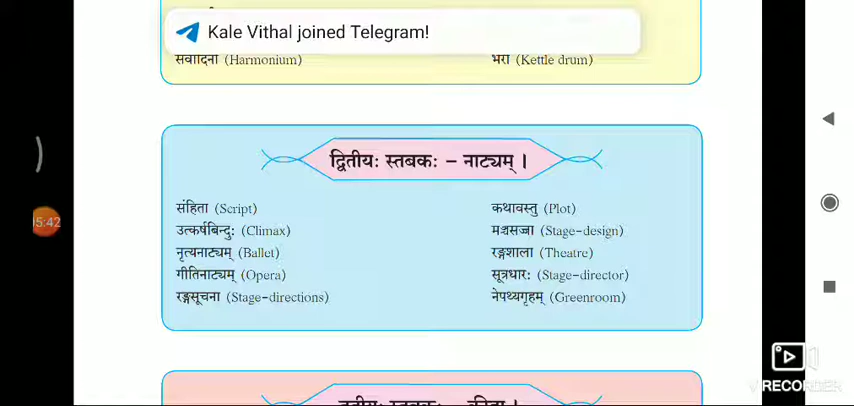 Kale Vithal joined Telegram!
(Harmonium) (Kettle drum)
द्वितीयः स्तबकः – नाट्यम् ।
संहिता (Script) कथावस्तु (Plot)
उत्कर्षबिन्दुः (Climax) मञ्चसज्जा (Stage-design)
नृत्यनाट्यम् (Ballet) रङ्गशाला (Theatre)
गीतिनाट्यम् (Opera) सूत्रधारः (Stage-director)
रङ्गसूचना (Stage-directions) नेपथ्यगृहम् (Greenroom)
5:42
RECORDER